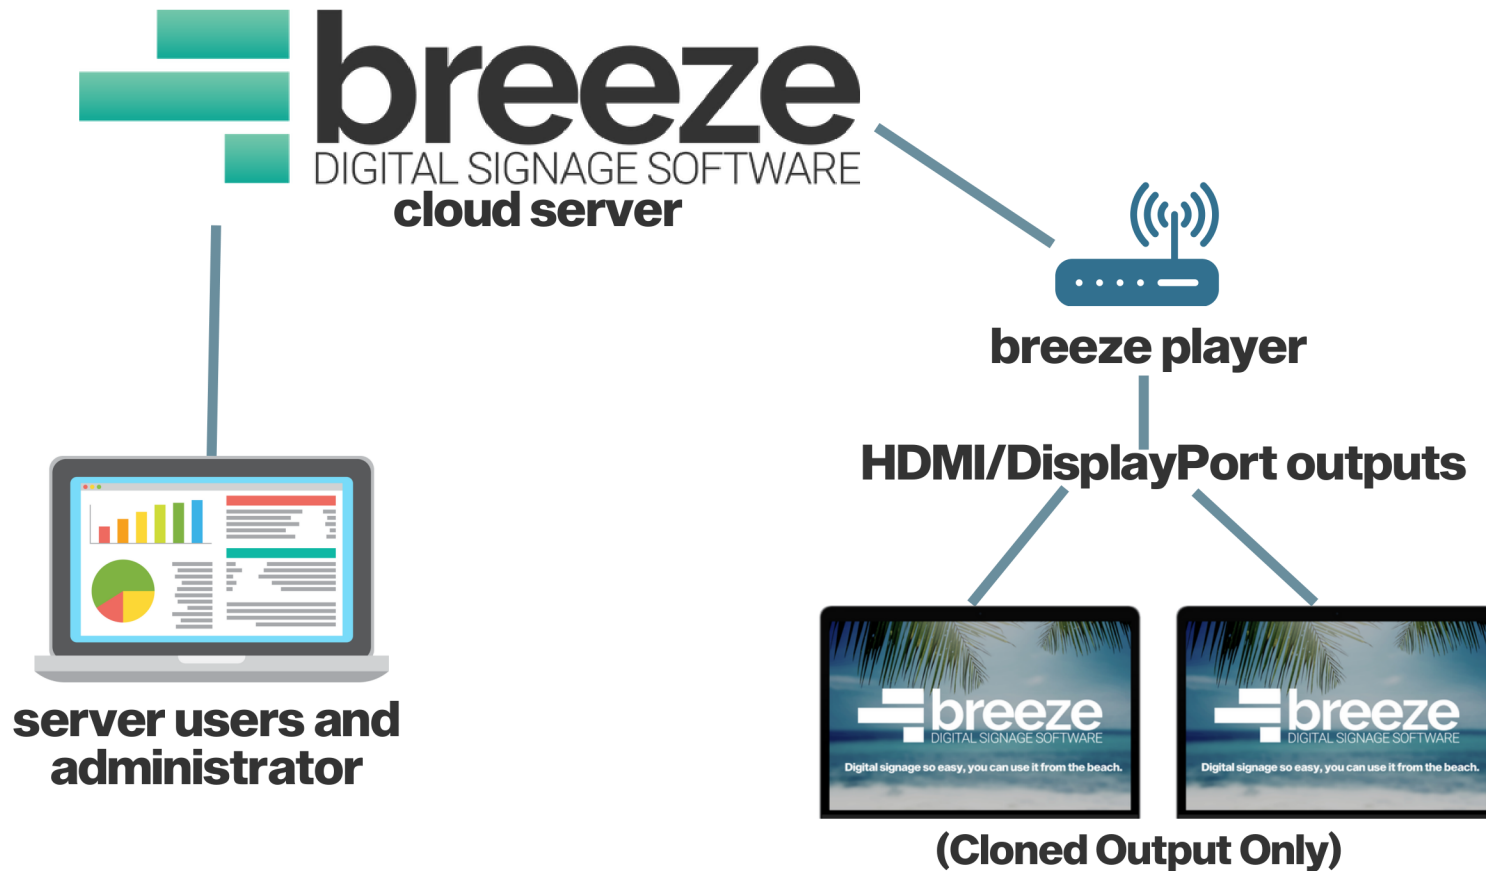 breeze
DIGITAL SIGNAGE SOFTWARE
cloud server
breeze player
HDMI/DisplayPort outputs
server users and
administrator
breeze
DIGITAL SIGNAGE SOFTWARE
Digital signage so easy, you can use it from the beach.
breeze
DIGITAL SIGNAGE SOFTWARE
Digital signage so easy, you can use it from the beach.
(Cloned Output Only)